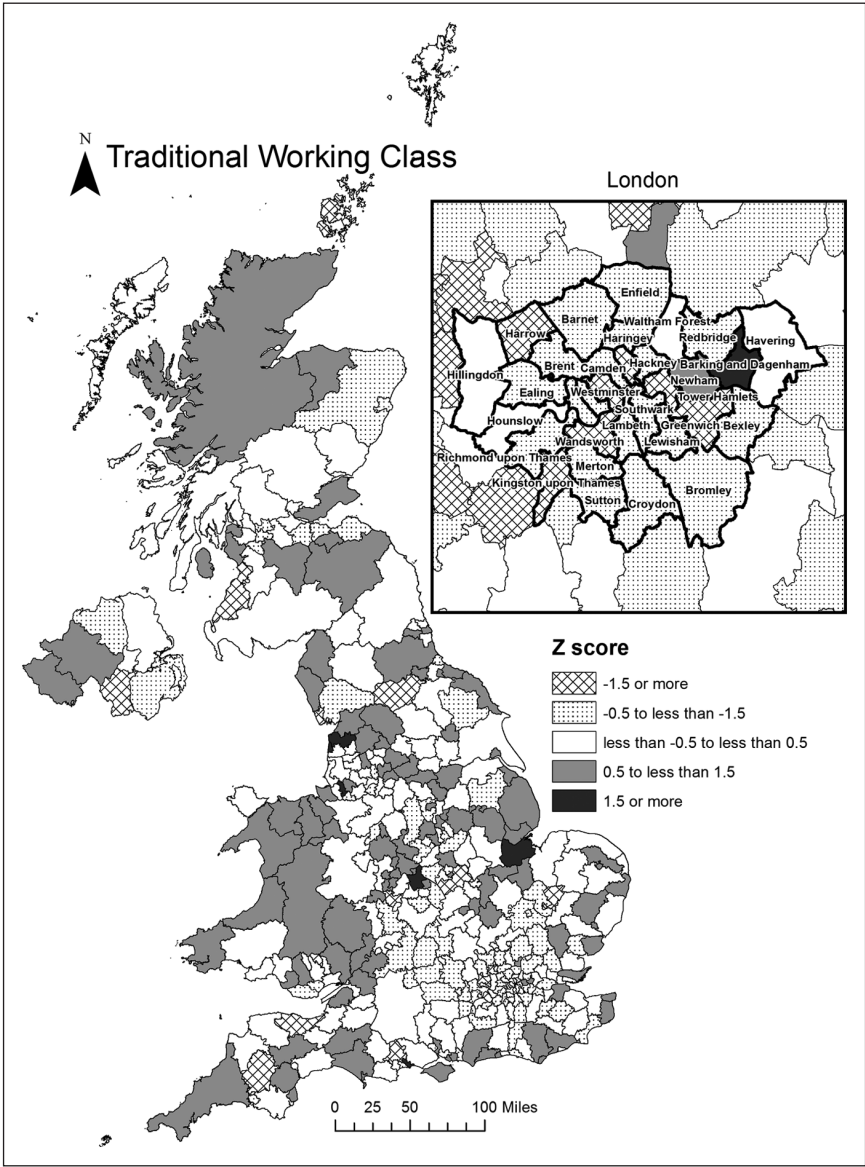 N
Traditional Working Class
London
Enfield
Barnet
Waltham Forest
Harrow
Haringey
Redbridge
Havering
Brent
Camden
Hackney
Barking and Dagenham
Hillingdon
Newham
Ealing
Westminster
Tower Hamlets
Southwark
Hounslow
Lambeth
Greenwich
Bexley
Wandsworth
Lewisham
Richmond upon Thames
Merton
Kingston upon Thames
Bromley
Sutton
Croydon
Z score
-1.5 or more
-0.5 to less than -1.5
less than -0.5 to less than 0.5
0.5 to less than 1.5
1.5 or more
0 25 50 100 Miles